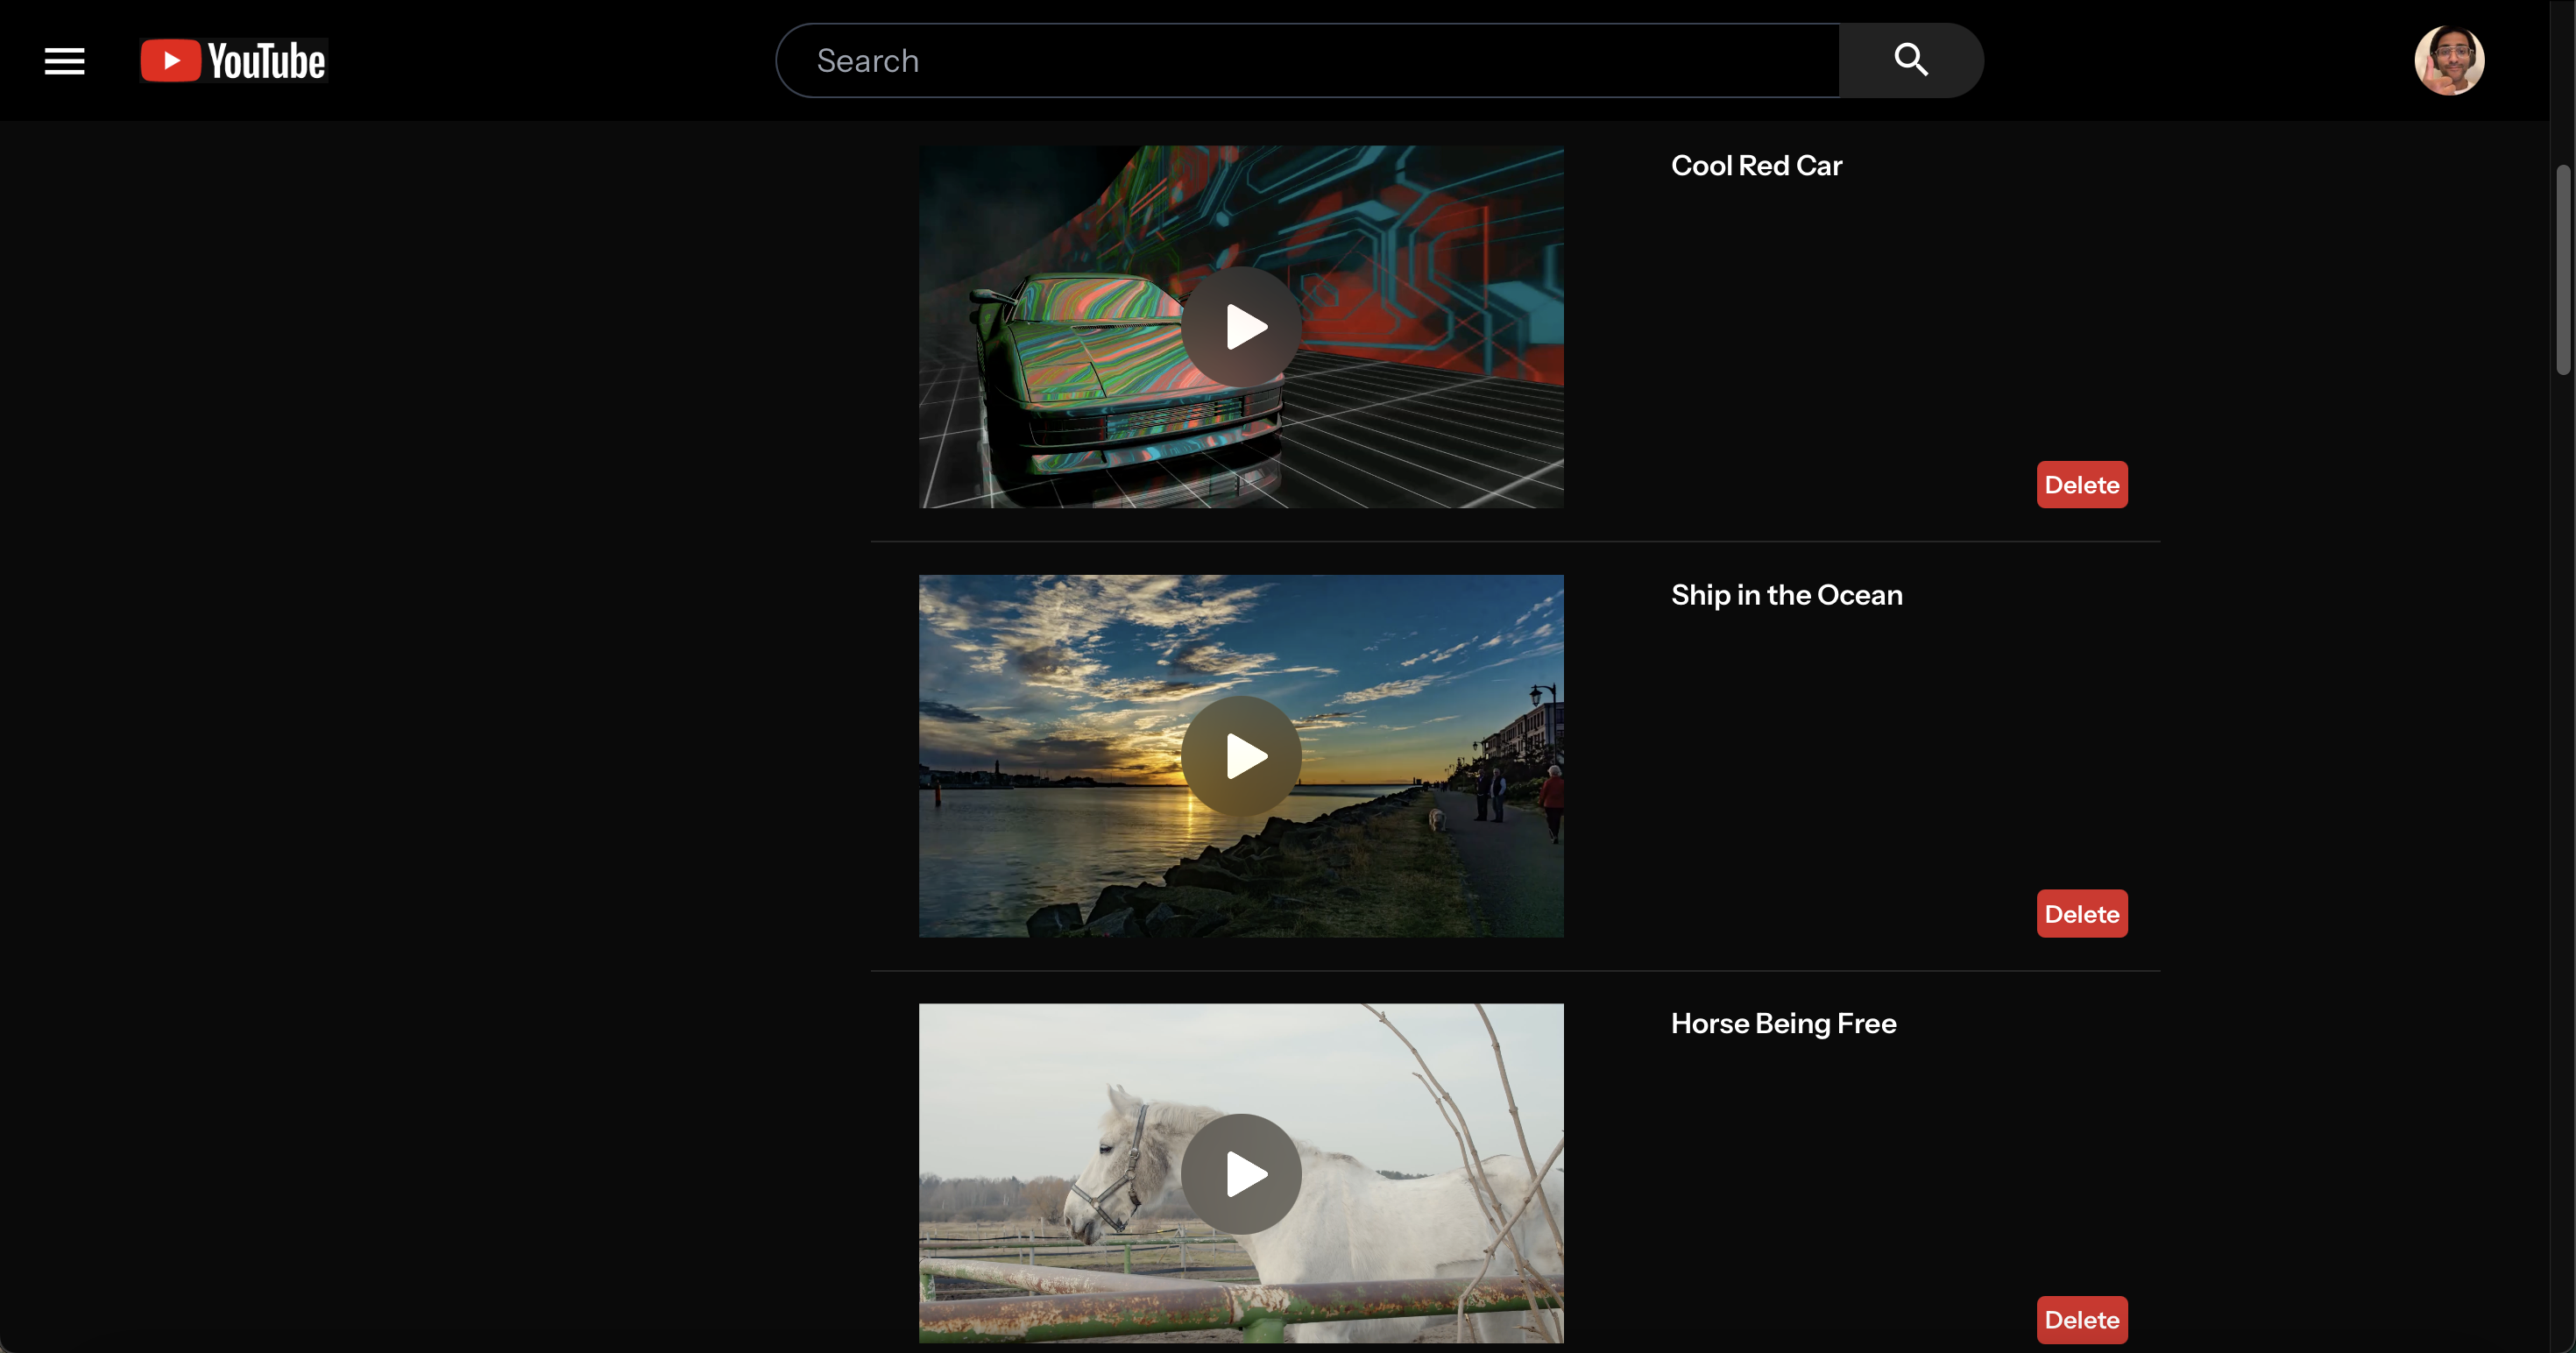 YouTube
Search
Cool Red Car
Delete
Ship in the Ocean
Delete
Horse Being Free
Delete